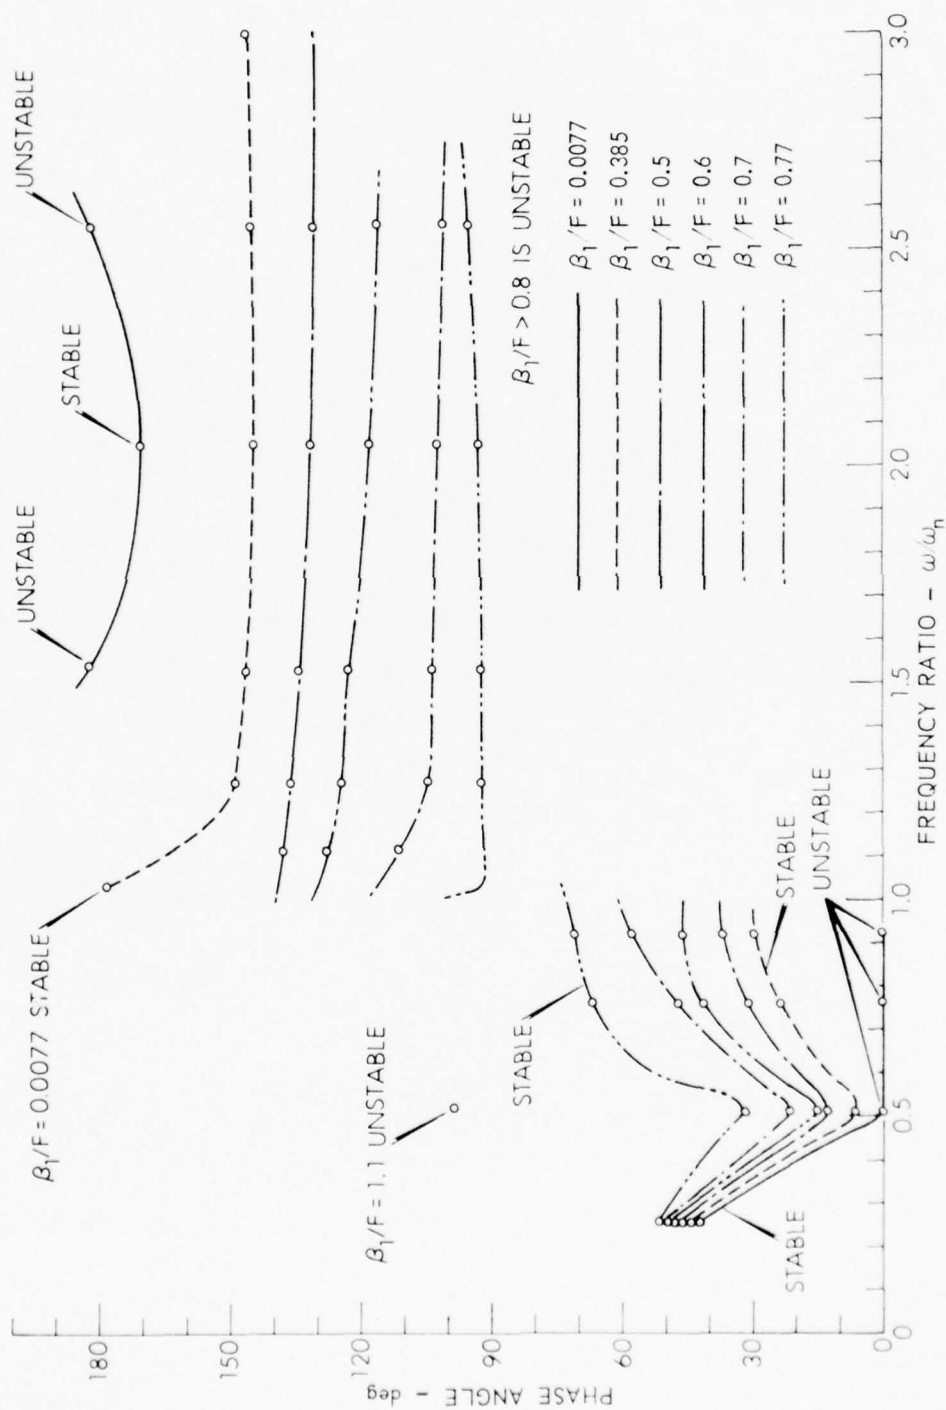 UNSTABLE
STABLE
UNSTABLE
β₁/F = 0.0077 STABLE
β₁/F = 1.1 UNSTABLE
STABLE
β₁/F > 0.8 IS UNSTABLE
β₁/F = 0.0077
β₁/F = 0.385
β₁/F = 0.5
β₁/F = 0.6
β₁/F = 0.7
β₁/F = 0.77
STABLE
UNSTABLE
STABLE
PHASE ANGLE - deg
180
150
120
90
60
30
0
0
0.5
1.0
1.5
2.0
2.5
3.0
FREQUENCY RATIO - ω/ωn